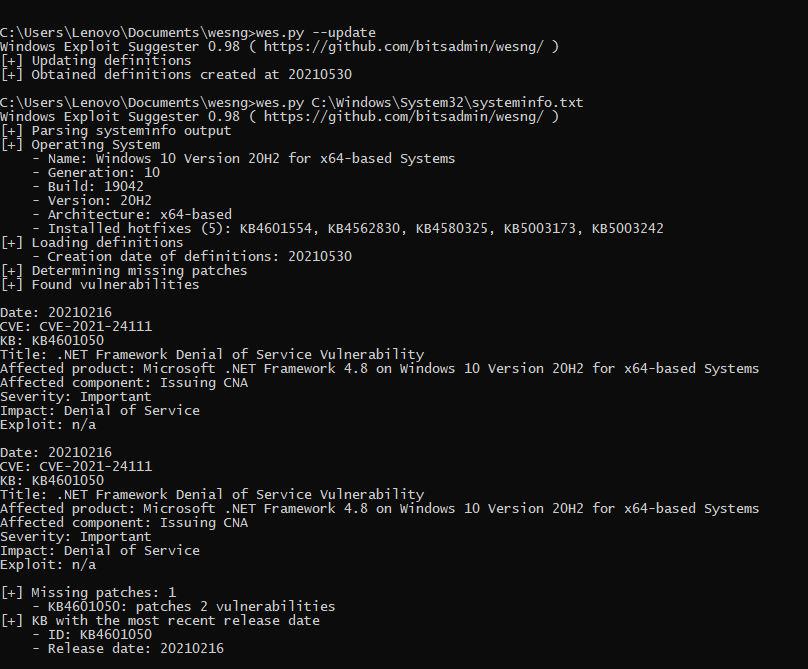 C:\Users\Lenovo\Documents\wesng>wes.py --update
Windows Exploit Suggester 0.98 ( https://github.com/bitsadmin/wesng/ )
[+] Updating definitions
[+] Obtained definitions created at 20210530
C:\Users\Lenovo\Documents\wesng>wes.py C:\Windows\System32\systeminfo.txt
Windows Exploit Suggester 0.98 ( https://github.com/bitsadmin/wesng/ )
[+] Parsing systeminfo output
[+] Operating System
    - Name: Windows 10 Version 20H2 for x64-based Systems
    - Generation: 10
    - Build: 19042
    - Version: 20H2
    - Architecture: x64-based
    - Installed hotfixes (5): KB4601554, KB4562830, KB4580325, KB5003173, KB5003242
[+] Loading definitions
    - Creation date of definitions: 20210530
[+] Determining missing patches
[+] Found vulnerabilities
Date: 20210216
CVE: CVE-2021-24111
KB: KB4601050
Title: .NET Framework Denial of Service Vulnerability
Affected product: Microsoft .NET Framework 4.8 on Windows 10 Version 20H2 for x64-based Systems
Affected component: Issuing CNA
Severity: Important
Impact: Denial of Service
Exploit: n/a
Date: 20210216
CVE: CVE-2021-24111
KB: KB4601050
Title: .NET Framework Denial of Service Vulnerability
Affected product: Microsoft .NET Framework 4.8 on Windows 10 Version 20H2 for x64-based Systems
Affected component: Issuing CNA
Severity: Important
Impact: Denial of Service
Exploit: n/a
[+] Missing patches: 1
    - KB4601050: patches 2 vulnerabilities
[+] KB with the most recent release date
    - ID: KB4601050
    - Release date: 20210216